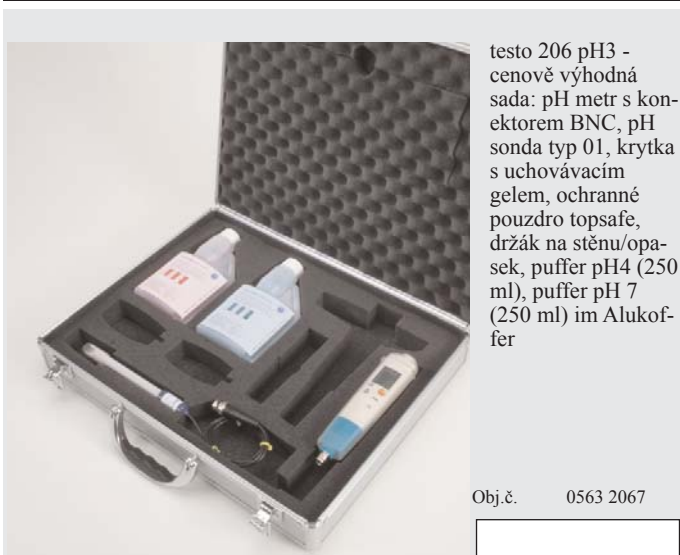 testo 206 pH3 -
cenově výhodná
sada: pH metr s kon-
ektorem BNC, pH
sonda typ 01, krytka
s uchovávacím
gelem, ochranné
pouzdro topsafe,
držák na stěnu/opa-
sek, puffer pH4 (250
ml), puffer pH 7
(250 ml) im Alukof-
fer
Obj.č. 0563 2067